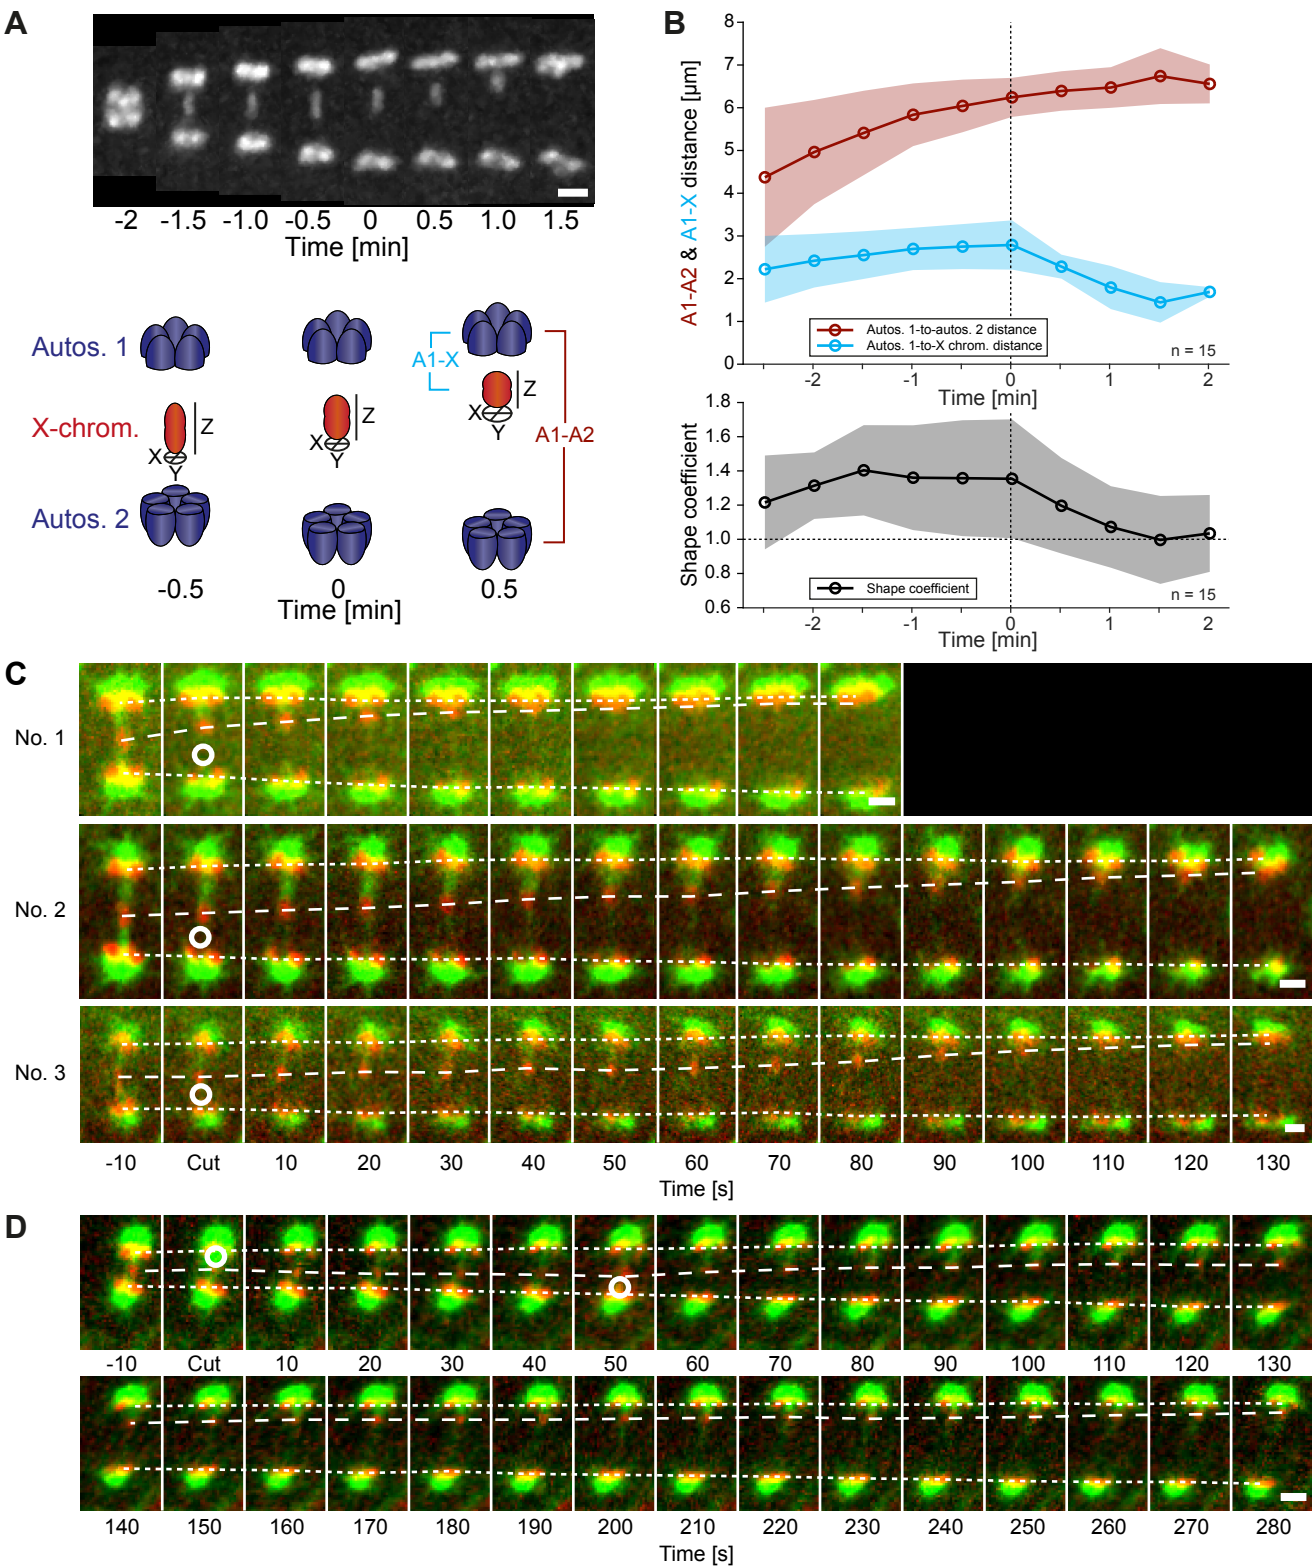 A
-2 -1.5 -1.0 -0.5 0 0.5 1.0 1.5
Time [min]
Autos. 1
X-chrom.
Autos. 2
X Y Z
X Y Z
X Y Z
A1-X
A1-A2
-0.5 0 0.5
Time [min]
B
A1-A2 & A1-X distance [µm]
8
7
6
5
4
3
2
1
0
Autos. 1-to-autos. 2 distance
Autos. 1-to-X chrom. distance
n = 15
-2 -1 0 1 2
Time [min]
Shape coefficient
1.8
1.6
1.4
1.2
1.0
0.8
0.6
Shape coefficient
n = 15
-2 -1 0 1 2
Time [min]
C
No. 1
No. 2
No. 3
-10 Cut 10 20 30 40 50 60 70 80 90 100 110 120 130
Time [s]
D
-10 Cut 10 20 30 40 50 60 70 80 90 100 110 120 130
140 150 160 170 180 190 200 210 220 230 240 250 260 270 280
Time [s]